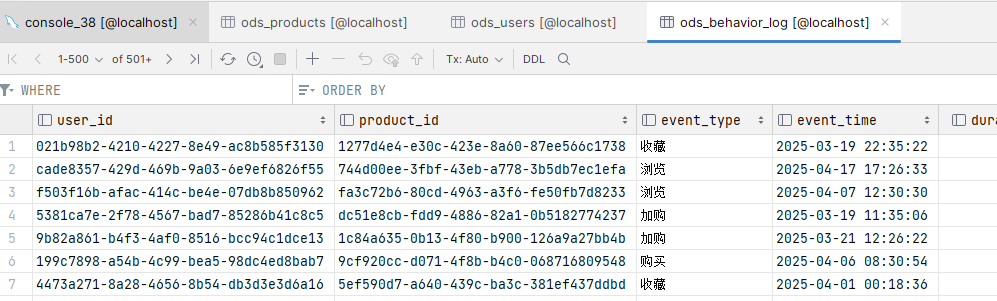 console_38 [@localhost] ods_products [@localhost] ods_users [@localhost] ods_behavior_log [@localhost]
1-500 of 501+ Tx: Auto DDL
WHERE ORDER BY
user_id product_id event_type event_time dura
1 021b98b2-4210-4227-8e49-ac8b585f3130 1277d4e4-e30c-423e-8a60-87ee566c1738 收藏 2025-03-19 22:35:22
2 cade8357-429d-469b-9a03-6e9ef6826f55 744d00ee-3fbf-43eb-a778-3b5db7ec1efa 浏览 2025-04-17 17:26:33
3 f503f16b-afac-414c-be4e-07db8b850962 fa3c72b6-80cd-4963-a3f6-fe50fb7d8233 浏览 2025-04-07 12:30:30
4 5381ca7e-2f78-4567-bad7-85286b41c8c5 dc51e8cb-fdd9-4886-82a1-0b5182774237 加购 2025-03-19 11:35:06
5 9b82a861-b4f3-4af0-8516-bcc94c1dce13 1c84a635-0b13-4f80-b900-126a9a27bb4b 加购 2025-03-21 12:26:22
6 199c7898-a54b-4c99-bea5-98dc4ed8bab7 9cf920cc-d071-4f8b-b4c0-068716809548 购买 2025-04-06 08:30:54
7 4473a271-8a28-4656-8b54-db3d3e3d6a16 5ef590d7-a640-439c-ba3c-381ef437ddbd 收藏 2025-04-01 00:18:36